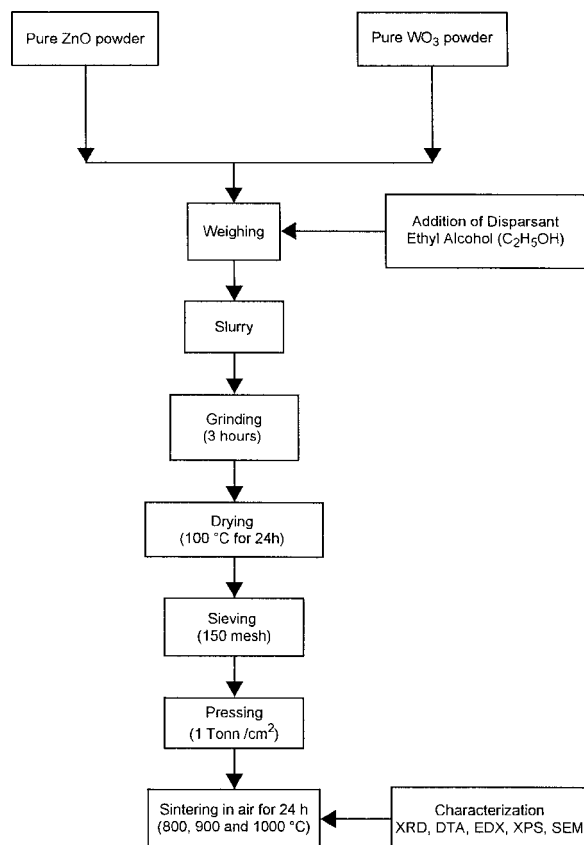 Pure ZnO powder
Pure WO₃ powder
Weighing
Addition of Disparsant
Ethyl Alcohol (C₂H₅OH)
Slurry
Grinding
(3 hours)
Drying
(100 °C for 24h)
Sieving
(150 mesh)
Pressing
(1 Tonn /cm²)
Sintering in air for 24 h
(800, 900 and 1000 °C)
Characterization
XRD, DTA, EDX, XPS, SEM